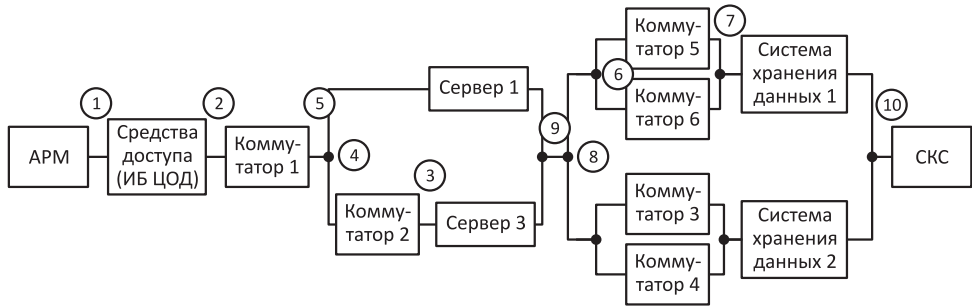 1
2
3
4
5
6
7
8
9
10
АРМ
Средства
доступа
(ИБ ЦОД)
Комму-
татор 1
Сервер 1
Комму-
татор 2
Сервер 3
Комму-
татор 5
Комму-
татор 6
Комму-
татор 3
Комму-
татор 4
Система
хранения
данных 1
Система
хранения
данных 2
СКС